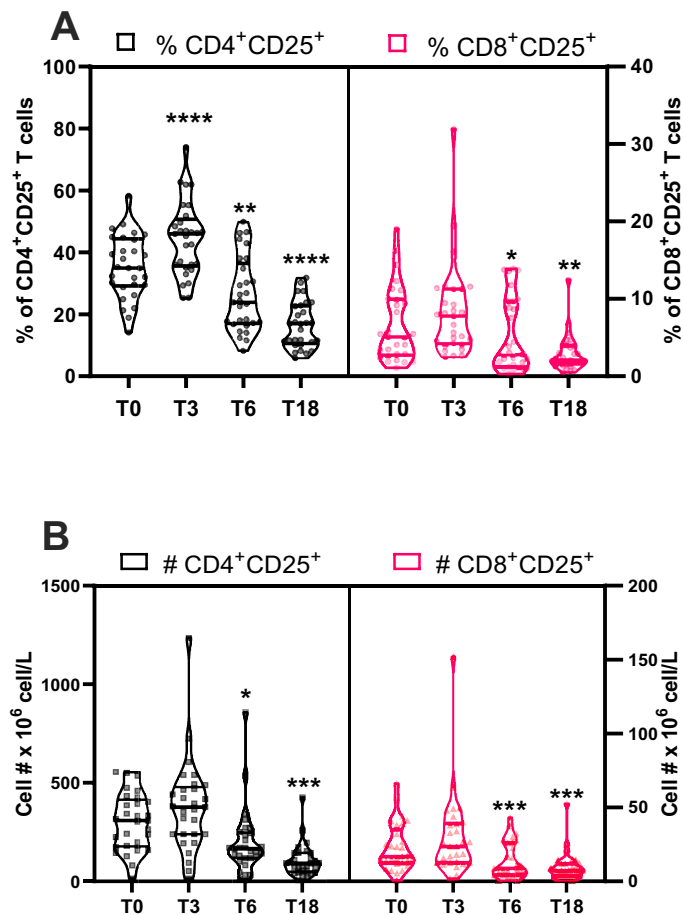 A
% CD4⁺CD25⁺ % CD8⁺CD25⁺
% of CD4⁺CD25⁺ T cells
100
80
60
40
20
0
**** ** **** * **
40
30
20
10
0
% of CD8⁺CD25⁺ T cells
T0 T3 T6 T18 T0 T3 T6 T18
B
# CD4⁺CD25⁺ # CD8⁺CD25⁺
Cell # x 10⁶ cell/L
1500
1000
500
0
* *** *** ***
200
150
100
50
0
Cell # x 10⁶ cell/L
T0 T3 T6 T18 T0 T3 T6 T18